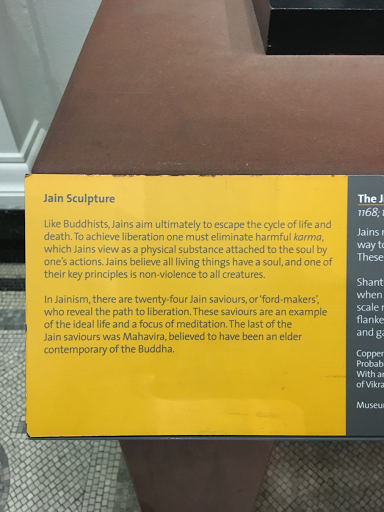 Jain Sculpture
Like Buddhists, Jains aim ultimately to escape the cycle of life and
death. To achieve liberation one must eliminate harmful karma,
which Jains view as a physical substance attached to the soul by
one's actions. Jains believe all living things have a soul, and one of
their key principles is non-violence to all creatures.
In Jainism, there are twenty-four Jain saviours, or 'ford-makers',
who reveal the path to liberation. These saviours are an example
of the ideal life and a focus of meditation. The last of the
Jain saviours was Mahavira, believed to have been an elder
contemporary of the Buddha.
The J
1168;
Jains
way to
These
Shant
when
scale
flanke
and ga
Copper
Probab
With a
of Vikra
Museu